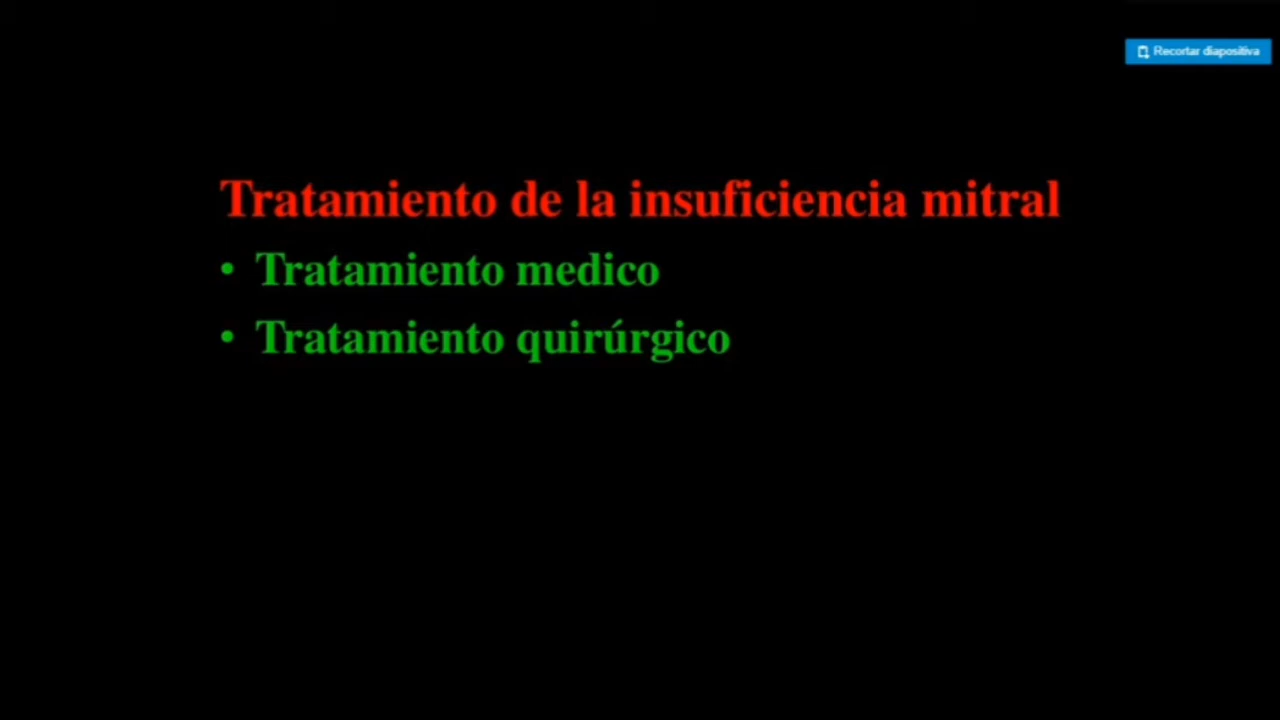 Recortar diapositiva
Tratamiento de la insuficiencia mitral
• Tratamiento medico
• Tratamiento quirúrgico